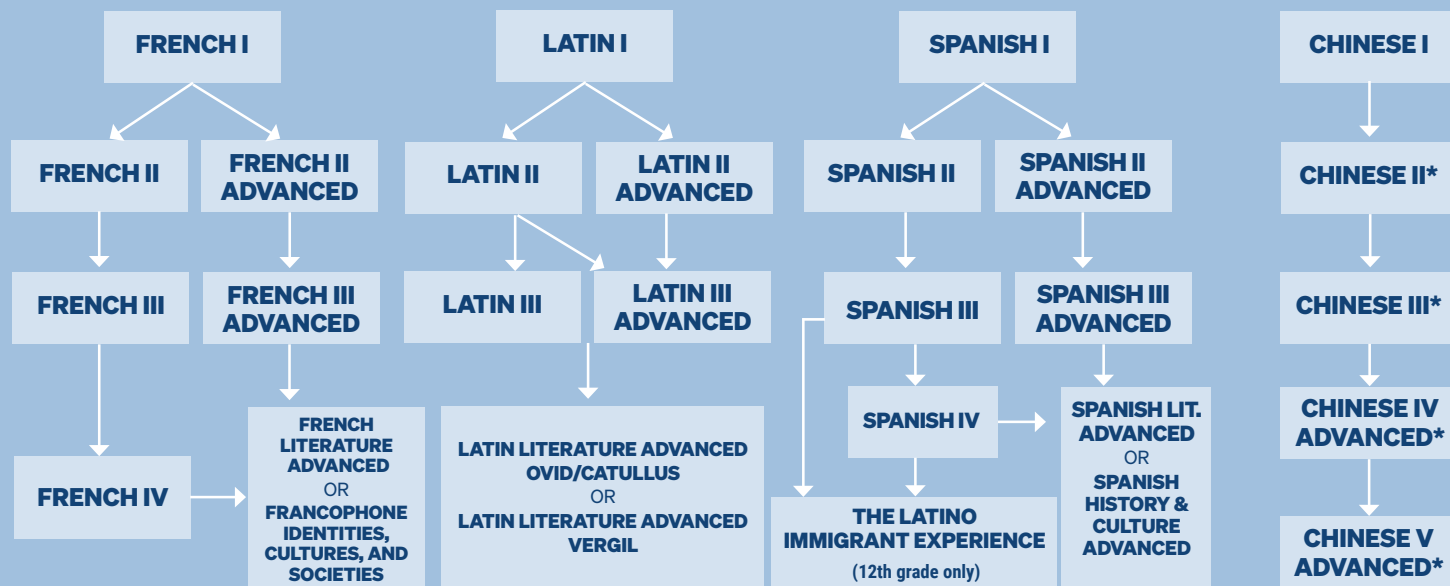 FRENCH I
FRENCH II
FRENCH II
ADVANCED
FRENCH III
FRENCH III
ADVANCED
FRENCH IV
FRENCH
LITERATURE
ADVANCED
OR
FRANCOPHONE
IDENTITIES,
CULTURES, AND
SOCIETIES
LATIN I
LATIN II
LATIN II
ADVANCED
LATIN III
LATIN III
ADVANCED
LATIN LITERATURE ADVANCED
OVID/CATULLUS
OR
LATIN LITERATURE ADVANCED
VERGIL
SPANISH I
SPANISH II
SPANISH II
ADVANCED
SPANISH III
SPANISH III
ADVANCED
SPANISH IV
SPANISH LIT.
ADVANCED
OR
SPANISH
HISTORY &
CULTURE
ADVANCED
THE LATINO
IMMIGRANT EXPERIENCE
(12th grade only)
CHINESE I
CHINESE II*
CHINESE III*
CHINESE IV
ADVANCED*
CHINESE V
ADVANCED*